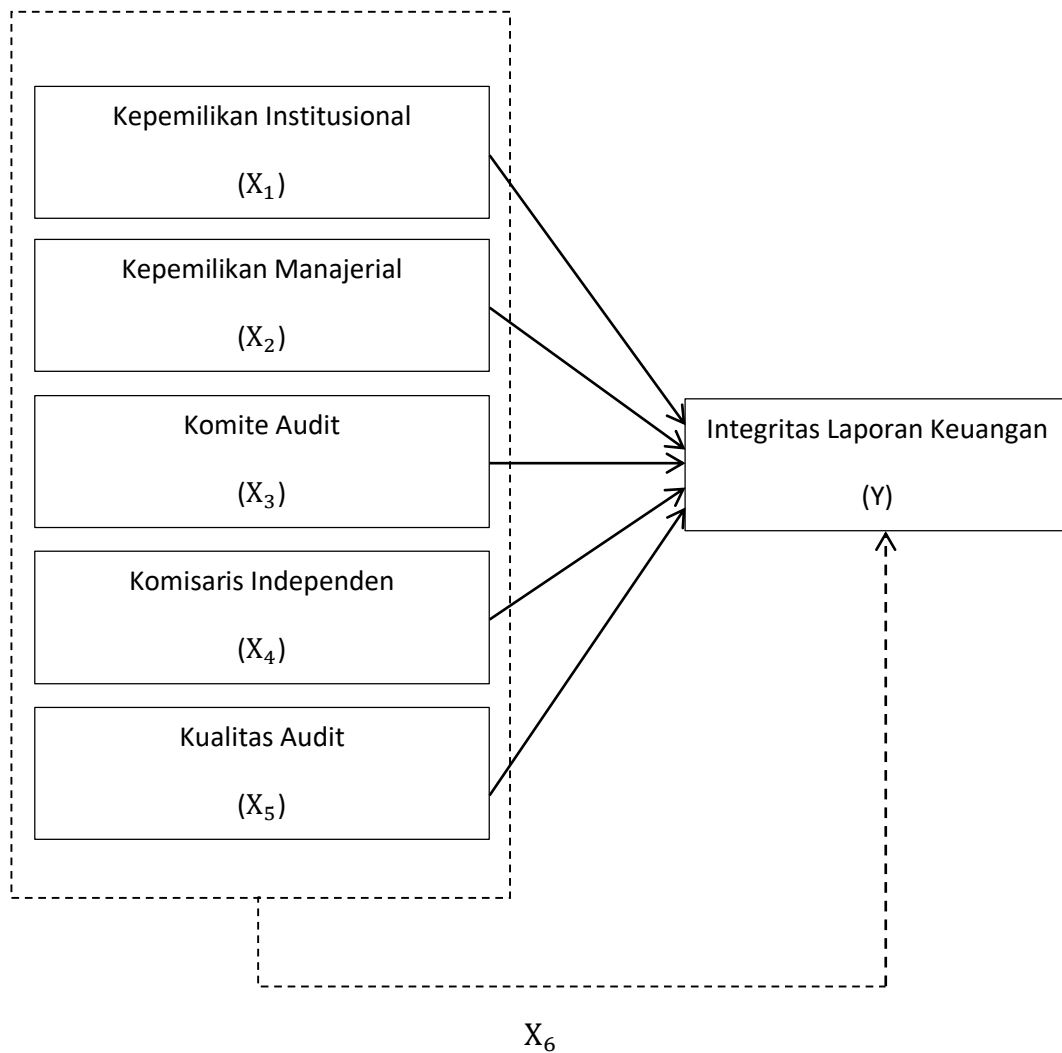 Kepemilikan Institusional
(X₁)
Kepemilikan Manajerial
(X₂)
Komite Audit
(X₃)
Integritas Laporan Keuangan
(Y)
Komisaris Independen
(X₄)
Kualitas Audit
(X₅)
X₆